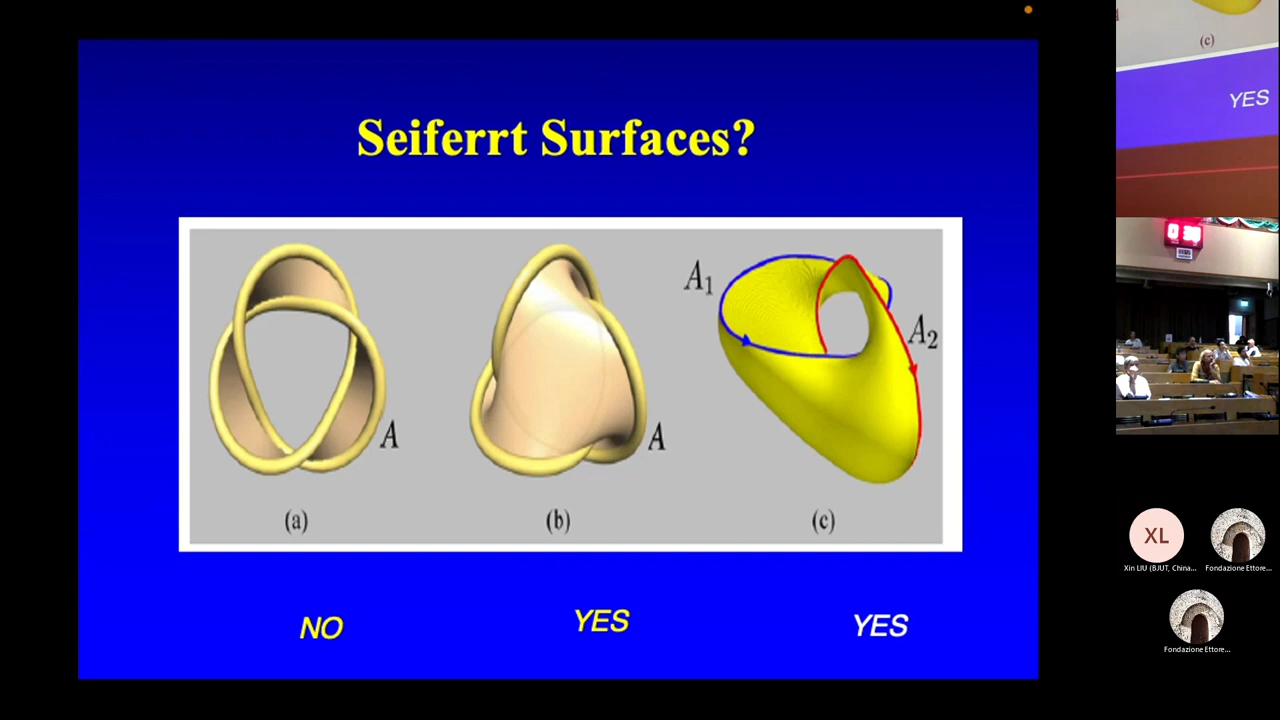 Seiferrt Surfaces?
A
(a)
A
(b)
A1
A2
(c)
NO
YES
YES
(c)
YES
XL
Xin LIU (BJUT, China...
Fondazione Ettore...
Fondazione Ettore...